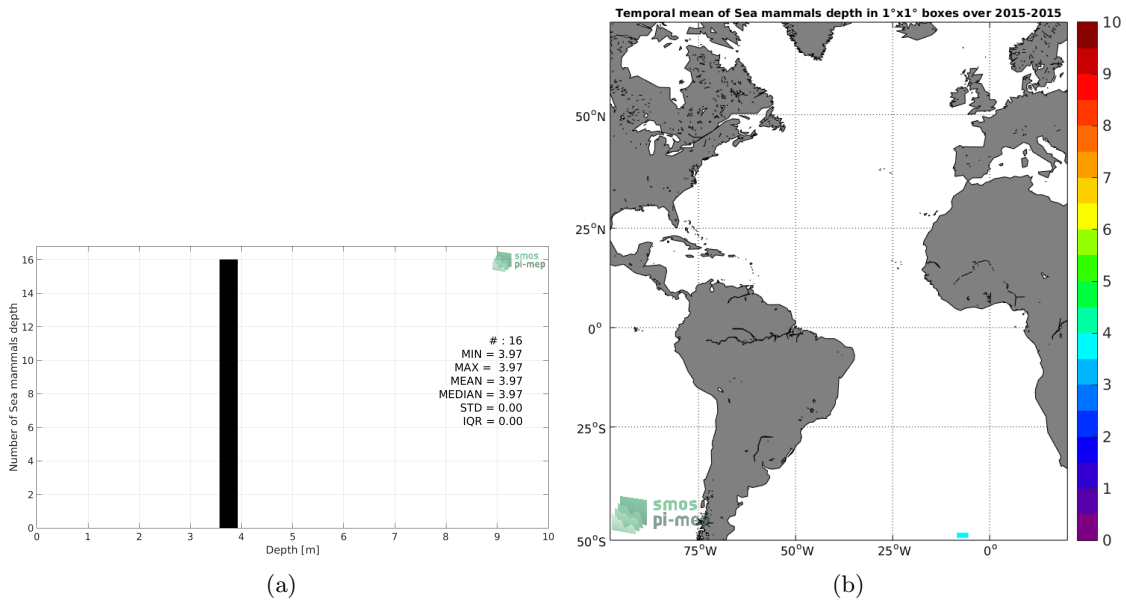 Temporal mean of Sea mammals depth in 1°x1° boxes over 2015-2015
smos
pi-mep
# : 16
MIN = 3.97
MAX = 3.97
MEAN = 3.97
MEDIAN = 3.97
STD = 0.00
IQR = 0.00
Number of Sea mammals depth
16
14
12
10
8
6
4
2
0
0 1 2 3 4 5 6 7 8 9 10
Depth [m]
(a)
50°N
25°N
0°
25°S
50°S
75°W 50°W 25°W 0°
smos
pi-mep
10
9
8
7
6
5
4
3
2
1
0
(b)